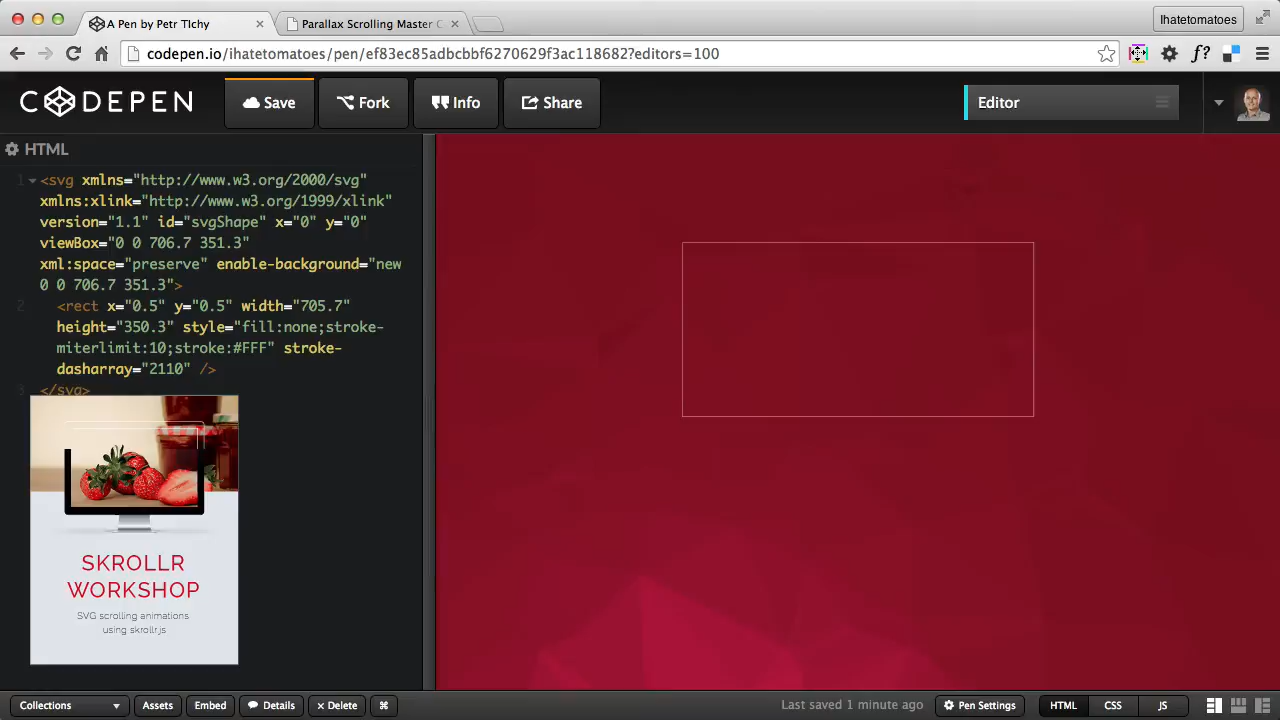 A Pen by Petr Tichy
Parallax Scrolling Master C
Ihatetomatoes
codepen.io/ihatetomatoes/pen/ef83ec85adbcbbf6270629f3ac118682?editors=100
f?
CODEPEN
Save
Fork
Info
Share
Editor
HTML
1 <svg xmlns="http://www.w3.org/2000/svg"
xmlns:xlink="http://www.w3.org/1999/xlink"
version="1.1" id="svgShape" x="0" y="0"
viewBox="0 0 706.7 351.3"
xml:space="preserve" enable-background="new
0 0 706.7 351.3">
2 <rect x="0.5" y="0.5" width="705.7"
height="350.3" style="fill:none;stroke-
miterlimit:10;stroke:#FFF" stroke-
dasharray="2110" />
3 </svg>
SKROLLR
WORKSHOP
SVG scrolling animations
using skrollr.js
Collections
Assets
Embed
Details
× Delete
⌘
Last saved 1 minute ago
Pen Settings
HTML
CSS
JS